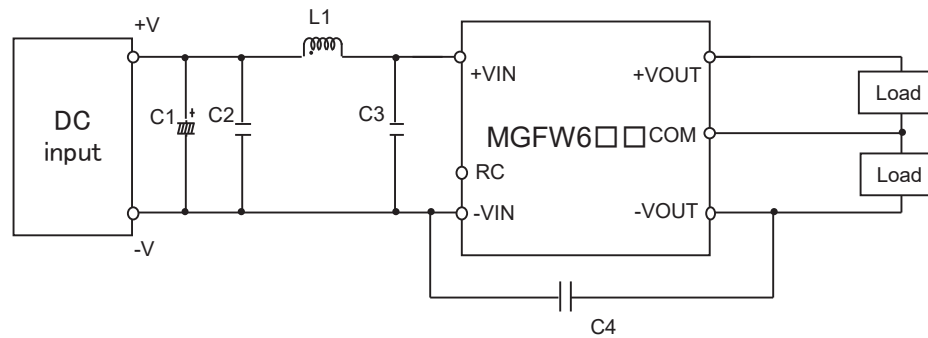 +V
L1
+VIN
+VOUT
Load
C1
+
C2
C3
DC
input
MGFW6□□
COM
RC
Load
-VIN
-VOUT
-V
C4